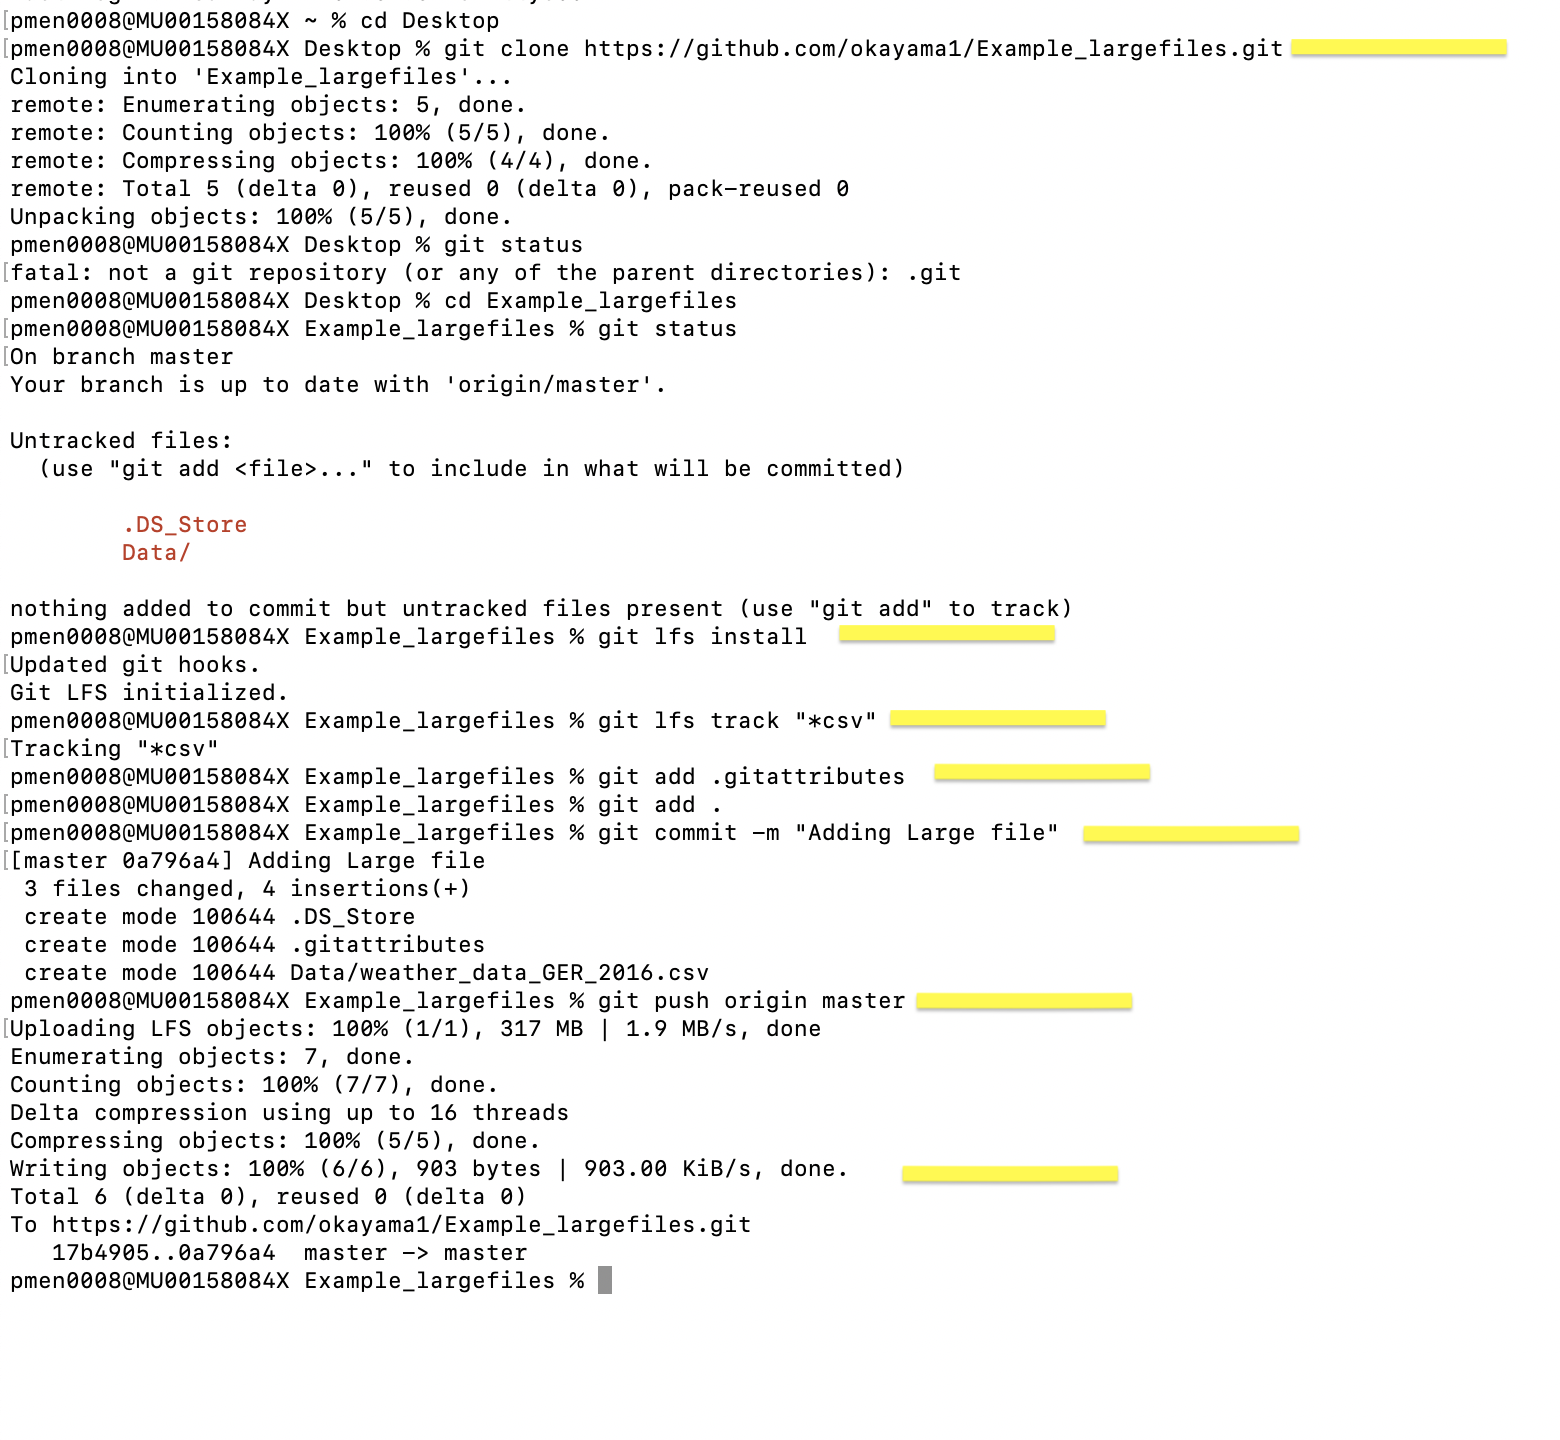 pmen0008@MU00158084X ~ % cd Desktop
pmen0008@MU00158084X Desktop % git clone https://github.com/okayama1/Example_largefiles.git
Cloning into 'Example_largefiles'...
remote: Enumerating objects: 5, done.
remote: Counting objects: 100% (5/5), done.
remote: Compressing objects: 100% (4/4), done.
remote: Total 5 (delta 0), reused 0 (delta 0), pack-reused 0
Unpacking objects: 100% (5/5), done.
pmen0008@MU00158084X Desktop % git status
fatal: not a git repository (or any of the parent directories): .git
pmen0008@MU00158084X Desktop % cd Example_largefiles
pmen0008@MU00158084X Example_largefiles % git status
On branch master
Your branch is up to date with 'origin/master'.

Untracked files:
  (use "git add <file>..." to include in what will be committed)

        .DS_Store
        Data/

nothing added to commit but untracked files present (use "git add" to track)
pmen0008@MU00158084X Example_largefiles % git lfs install
Updated git hooks.
Git LFS initialized.
pmen0008@MU00158084X Example_largefiles % git lfs track "*csv"
Tracking "*csv"
pmen0008@MU00158084X Example_largefiles % git add .gitattributes
pmen0008@MU00158084X Example_largefiles % git add .
pmen0008@MU00158084X Example_largefiles % git commit -m "Adding Large file"
[master 0a796a4] Adding Large file
 3 files changed, 4 insertions(+)
 create mode 100644 .DS_Store
 create mode 100644 .gitattributes
 create mode 100644 Data/weather_data_GER_2016.csv
pmen0008@MU00158084X Example_largefiles % git push origin master
Uploading LFS objects: 100% (1/1), 317 MB | 1.9 MB/s, done
Enumerating objects: 7, done.
Counting objects: 100% (7/7), done.
Delta compression using up to 16 threads
Compressing objects: 100% (5/5), done.
Writing objects: 100% (6/6), 903 bytes | 903.00 KiB/s, done.
Total 6 (delta 0), reused 0 (delta 0)
To https://github.com/okayama1/Example_largefiles.git
   17b4905..0a796a4  master -> master
pmen0008@MU00158084X Example_largefiles %